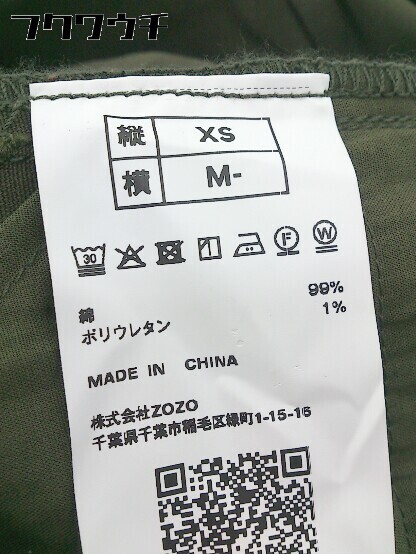 フクウウチ
縦 XS
横 M-
30 F W
綿 99%
ポリウレタン 1%
MADE IN CHINA
株式会社ZOZO
千葉県千葉市稲毛区緑町1-15-16